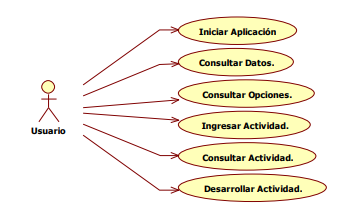 Iniciar Aplicación
Consultar Datos.
Consultar Opciones.
Ingresar Actividad.
Usuario
Consultar Actividad.
Desarrollar Actividad.